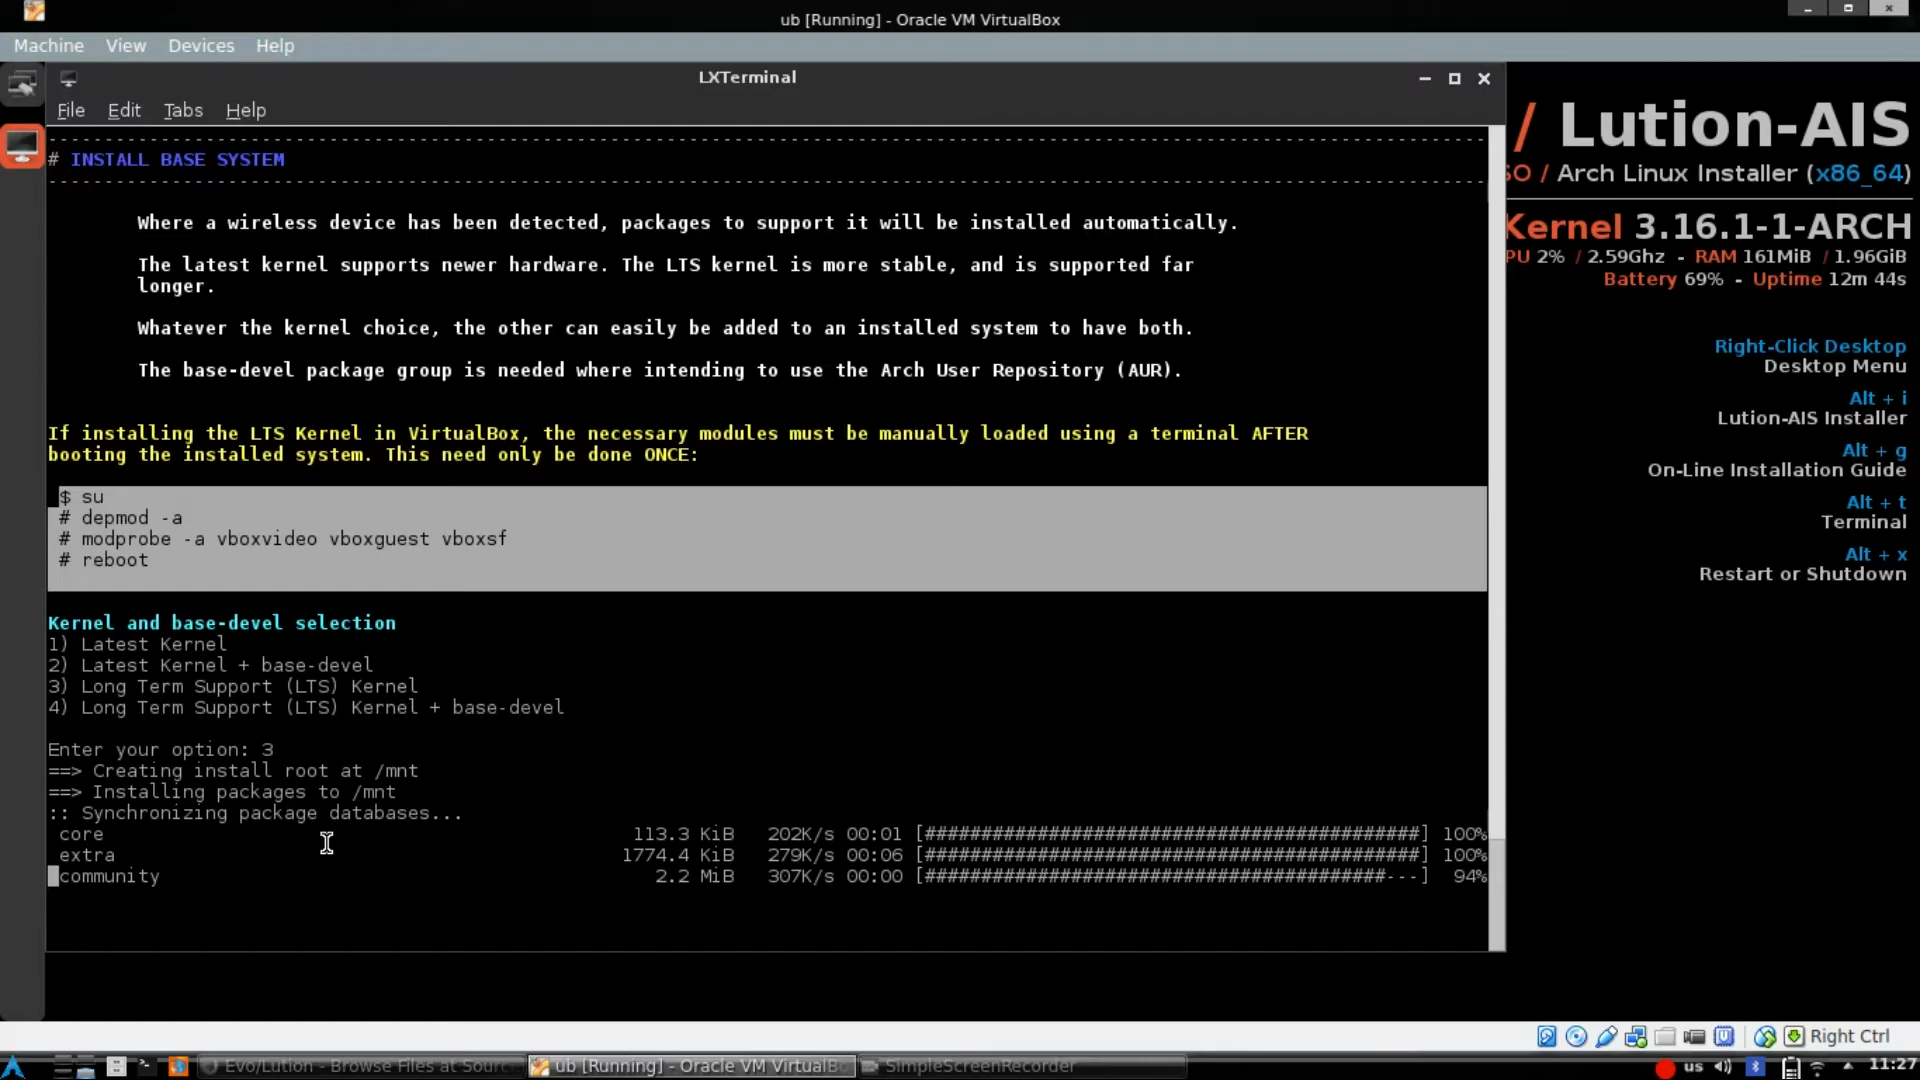 ub [Running] - Oracle VM VirtualBox
Machine View Devices Help
LXTerminal
File Edit Tabs Help
# INSTALL BASE SYSTEM
Where a wireless device has been detected, packages to support it will be installed automatically.
The latest kernel supports newer hardware. The LTS kernel is more stable, and is supported far
longer.
Whatever the kernel choice, the other can easily be added to an installed system to have both.
The base-devel package group is needed where intending to use the Arch User Repository (AUR).
If installing the LTS Kernel in VirtualBox, the necessary modules must be manually loaded using a terminal AFTER
booting the installed system. This need only be done ONCE:
$ su
# depmod -a
# modprobe -a vboxvideo vboxguest vboxsf
# reboot
Kernel and base-devel selection
1) Latest Kernel
2) Latest Kernel + base-devel
3) Long Term Support (LTS) Kernel
4) Long Term Support (LTS) Kernel + base-devel
Enter your option: 3
==> Creating install root at /mnt
==> Installing packages to /mnt
:: Synchronizing package databases...
core 113.3 KiB 202K/s 00:01 [############################################] 100%
extra 1774.4 KiB 279K/s 00:06 [############################################] 100%
community 2.2 MiB 307K/s 00:00 [#########################################---] 94%
/ Lution-AIS
SO / Arch Linux Installer (x86_64)
Kernel 3.16.1-1-ARCH
PU 2% / 2.59Ghz - RAM 161MiB / 1.96GiB
Battery 69% - Uptime 12m 44s
Right-Click Desktop
Desktop Menu
Alt + i
Lution-AIS Installer
Alt + g
On-Line Installation Guide
Alt + t
Terminal
Alt + x
Restart or Shutdown
Right Ctrl
Evo/Lution - Browse Files at Sourc
ub [Running] - Oracle VM VirtualBo
SimpleScreenRecorder
us
11:27